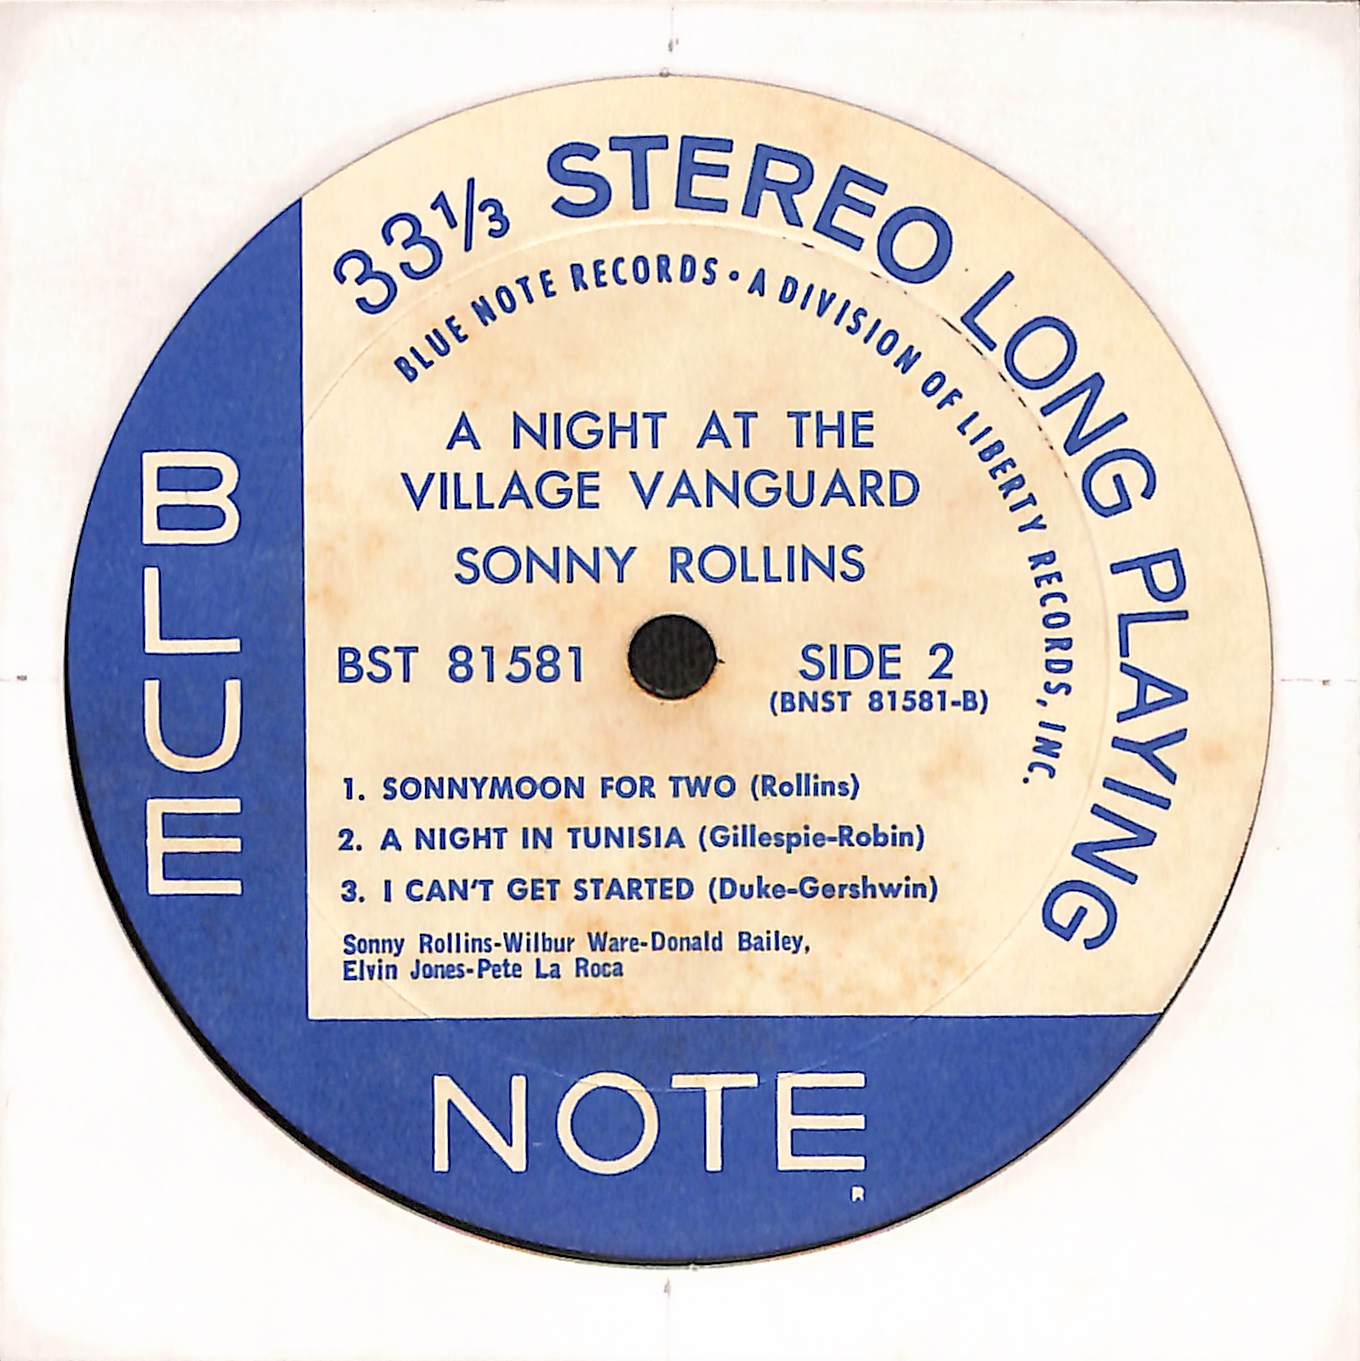 33⅓ STEREO LONG PLAYING
BLUE NOTE RECORDS • A DIVISION OF LIBERTY RECORDS, INC.
A NIGHT AT THE
VILLAGE VANGUARD
SONNY ROLLINS
BST 81581
SIDE 2
(BNST 81581-B)
1. SONNYMOON FOR TWO (Rollins)
2. A NIGHT IN TUNISIA (Gillespie-Robin)
3. I CAN'T GET STARTED (Duke-Gershwin)
Sonny Rollins-Wilbur Ware-Donald Bailey,
Elvin Jones-Pete La Roca
BLUE
NOTE
R